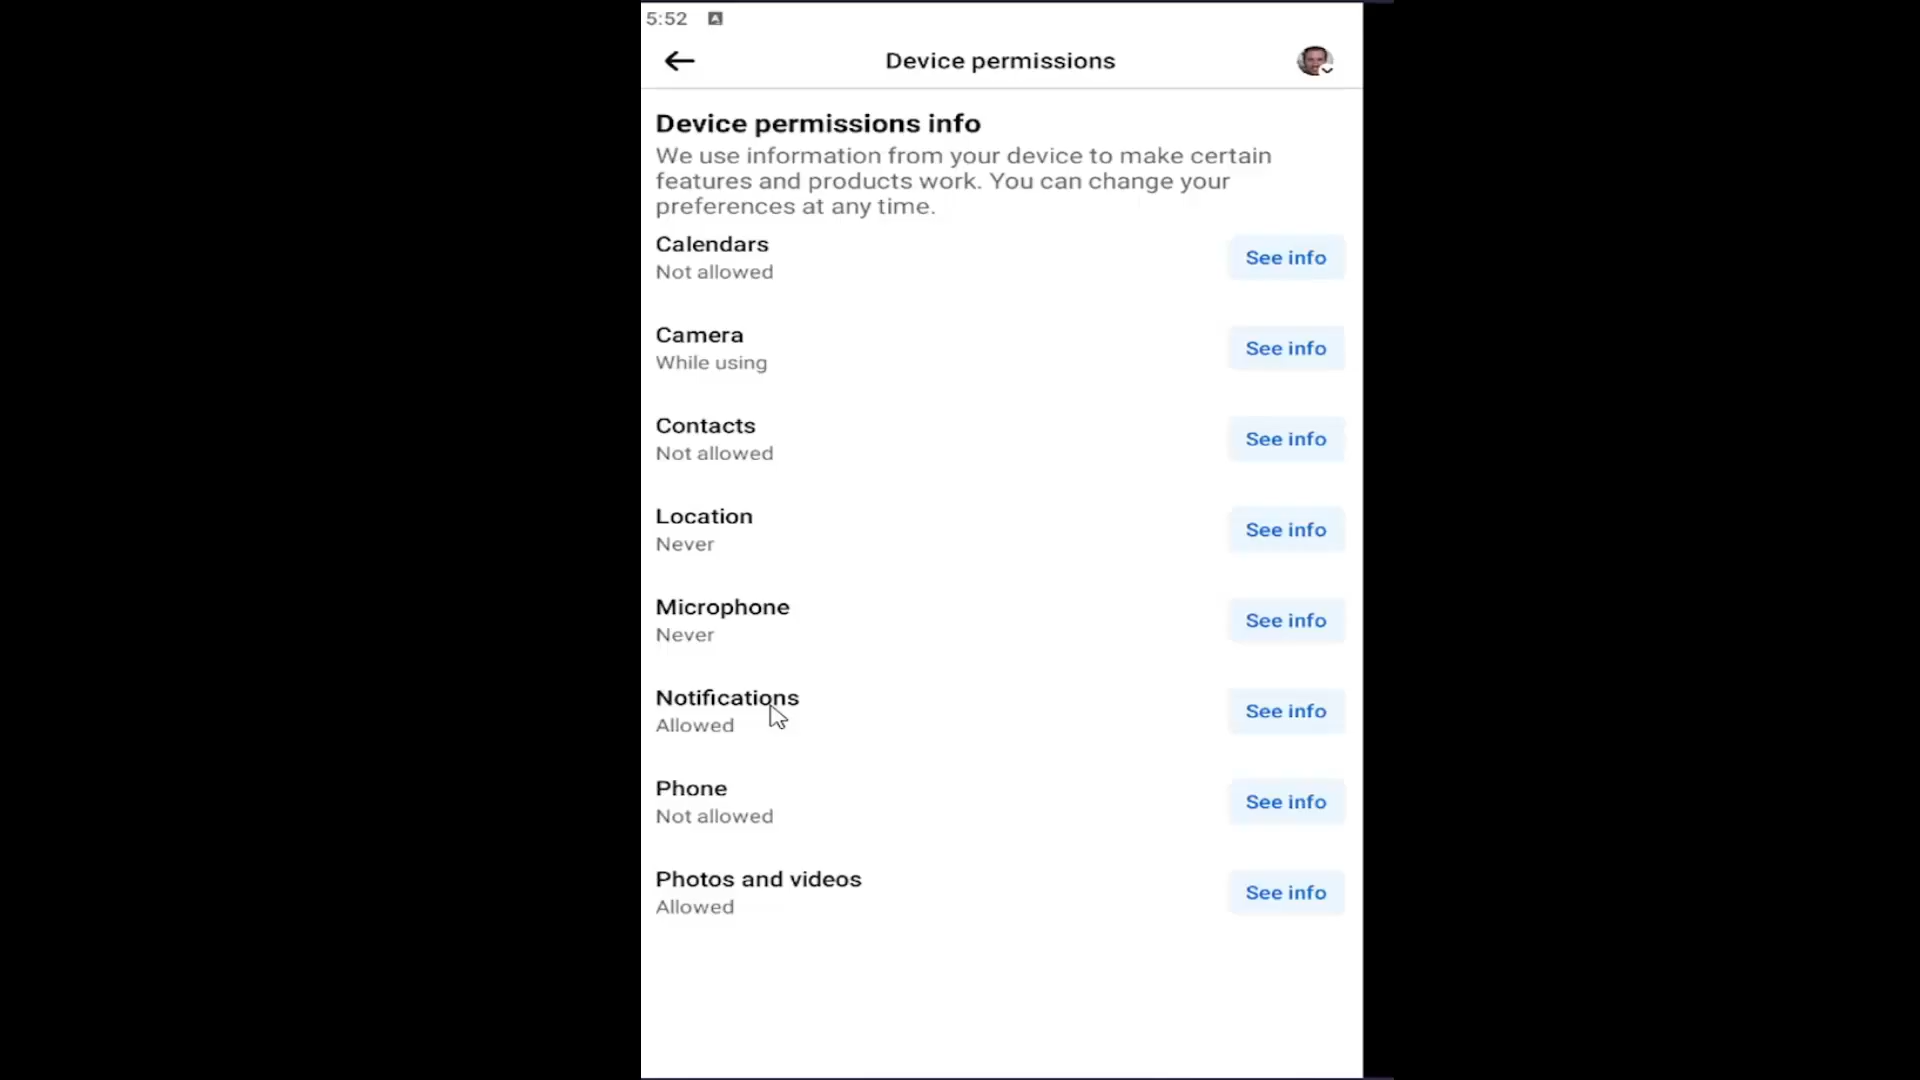 5:52
Device permissions
Device permissions info
We use information from your device to make certain
features and products work. You can change your
preferences at any time.
Calendars
Not allowed
See info
Camera
While using
See info
Contacts
Not allowed
See info
Location
Never
See info
Microphone
Never
See info
Notifications
Allowed
See info
Phone
Not allowed
See info
Photos and videos
Allowed
See info